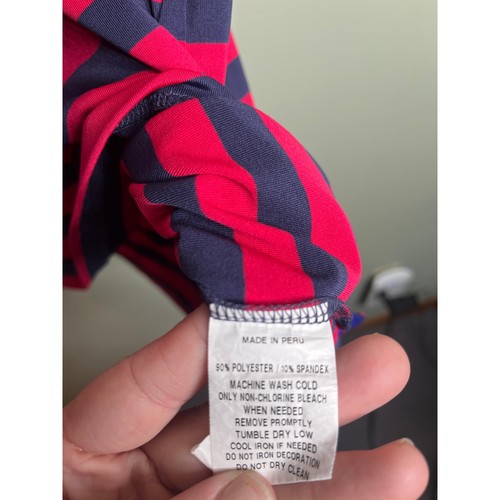 MADE IN PERU
90% POLYESTER / 10% SPANDEX
MACHINE WASH COLD
ONLY NON-CHLORINE BLEACH
WHEN NEEDED
REMOVE PROMPTLY
TUMBLE DRY LOW
COOL IRON IF NEEDED
DO NOT IRON DECORATION
DO NOT DRY CLEAN